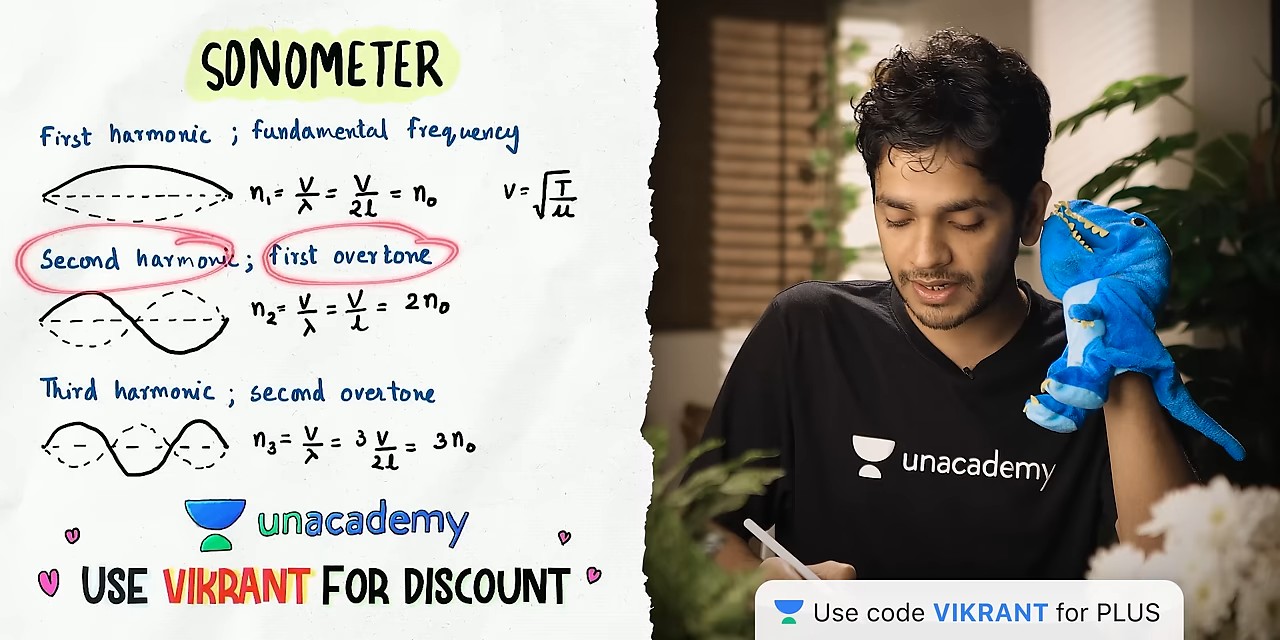 SONOMETER
First harmonic ; fundamental frequency
n₁ = V/λ = V/2l = n₀ V = √T/μ
Second harmonic ; first overtone
n₂ = V/λ = V/l = 2n₀
Third harmonic ; second overtone
n₃ = V/λ = 3 V/2l = 3n₀
unacademy
USE VIKRANT FOR DISCOUNT
unacademy
Use code VIKRANT for PLUS